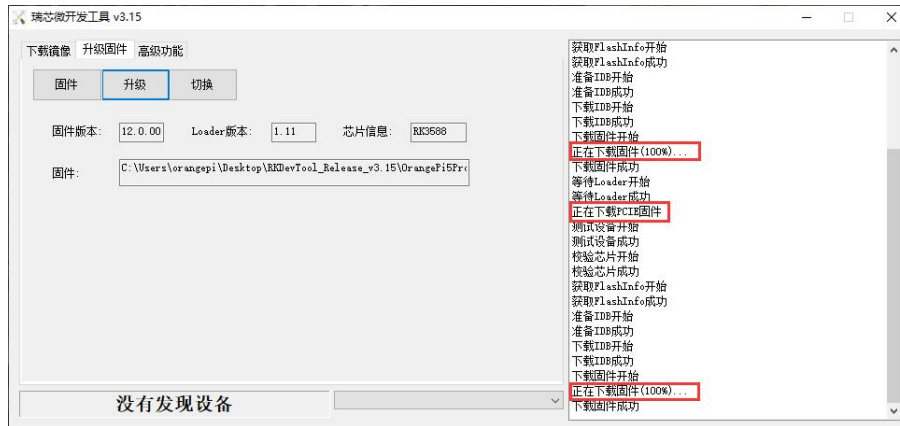 瑞芯微开发工具 v3.15
下载镜像 升级固件 高级功能
固件 升级 切换
固件版本: 12.0.00 Loader版本: 1.11 芯片信息: RK3588
固件: C:\Users\orangepi\Desktop\RKDevTool_Release_v3.15\OrangePi5Pr
没有发现设备
获取FlashInfo开始
获取FlashInfo成功
准备IDB开始
准备IDB成功
下载IDB开始
下载IDB成功
下载固件开始
正在下载固件(100%)...
下载固件成功
等待Loader开始
等待Loader成功
正在下载PCIE固件
测试设备开始
测试设备成功
校验芯片开始
校验芯片成功
获取FlashInfo开始
获取FlashInfo成功
准备IDB开始
准备IDB成功
下载IDB开始
下载IDB成功
下载固件开始
正在下载固件(100%)...
下载固件成功